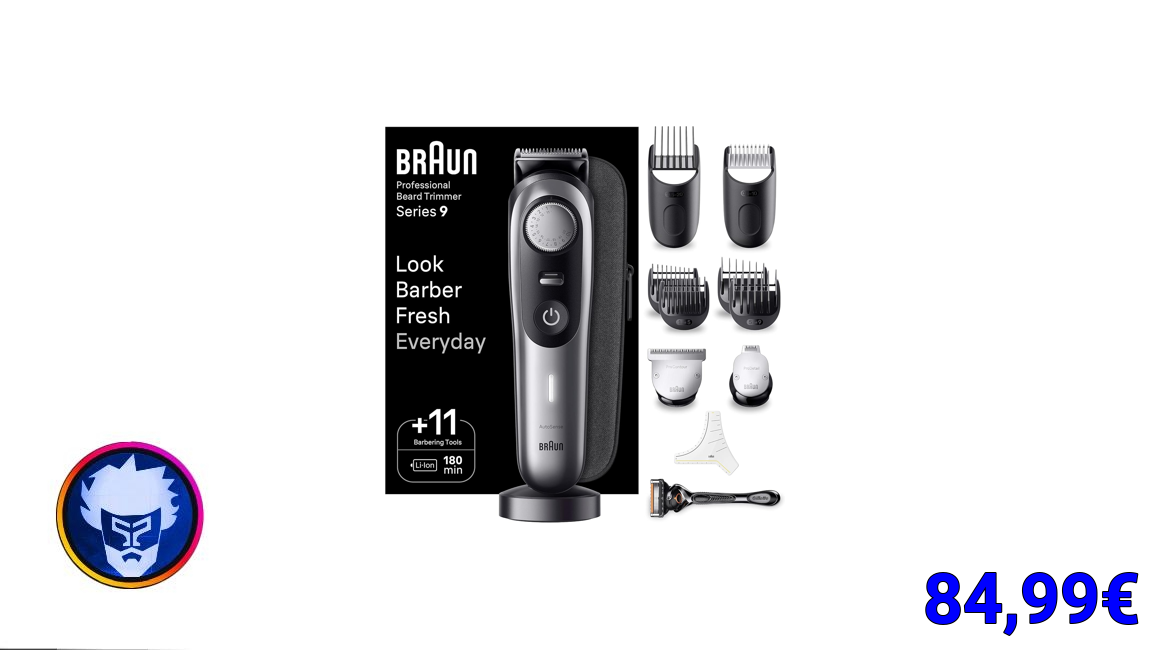 BRAUN
Professional
Beard Trimmer
Series 9
Look
Barber
Fresh
Everyday
+11
Barbering Tools
Li-Ion
180
min
BRAUN
84,99€